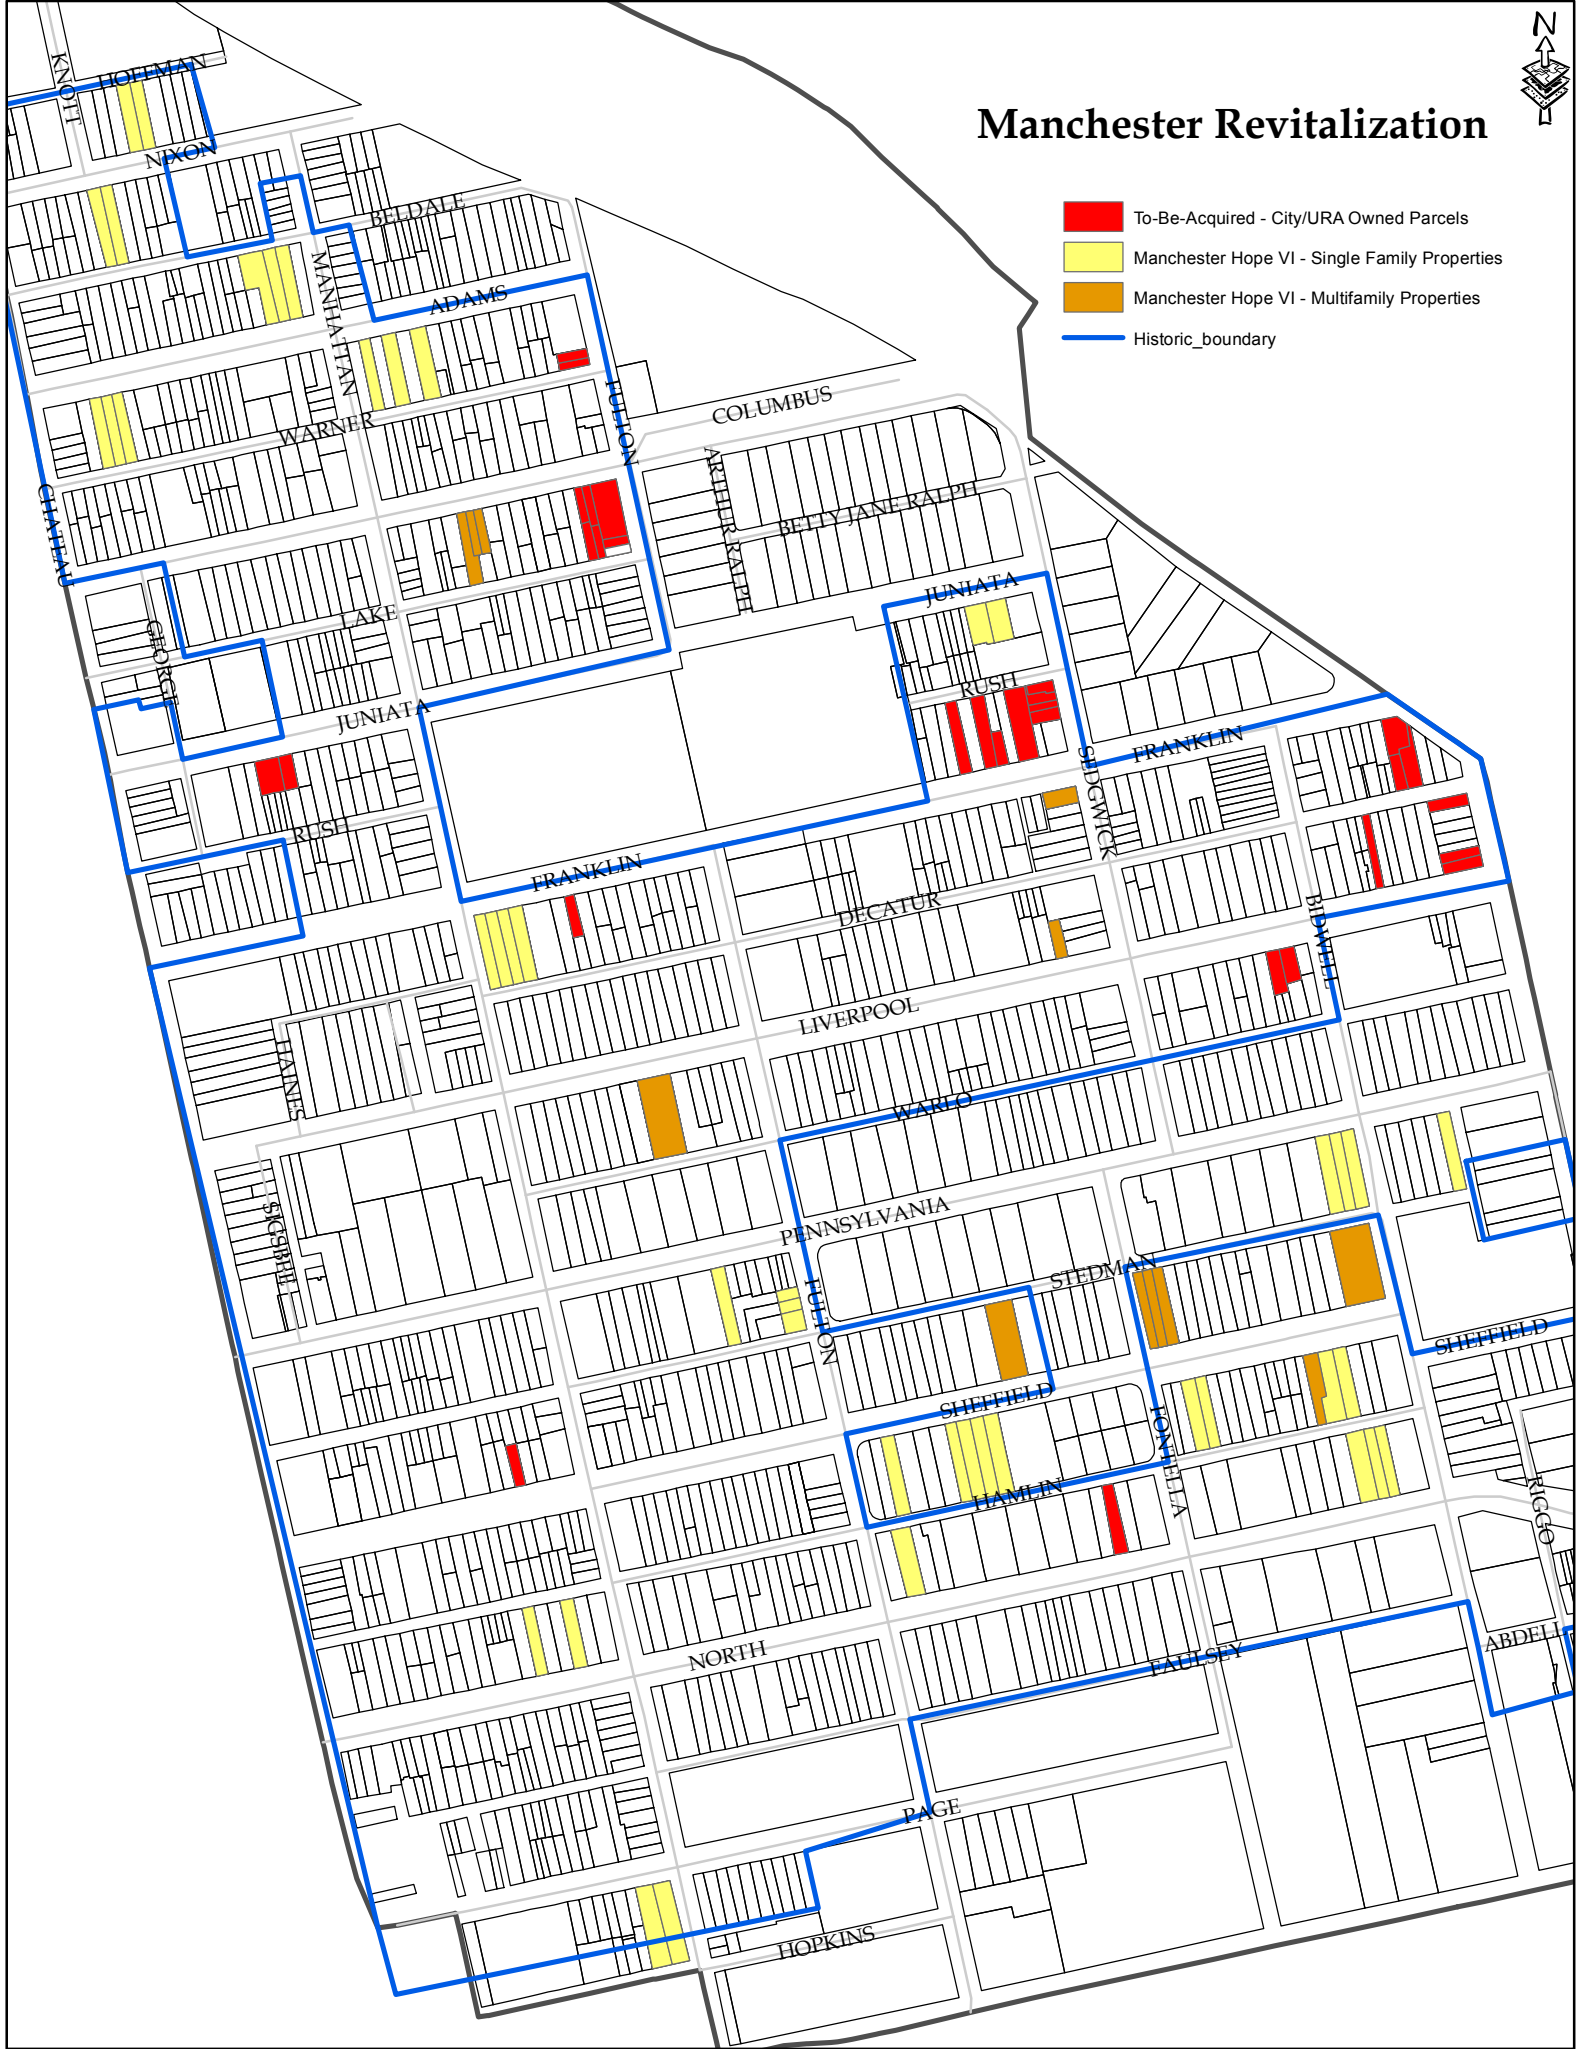 N
Manchester Revitalization
To-Be-Acquired - City/URA Owned Parcels
Manchester Hope VI - Single Family Properties
Manchester Hope VI - Multifamily Properties
Historic_boundary
KNOTT
HOFFMAN
NIXON
BELDALE
MANHATTAN
ADAMS
WARNER
FULTON
COLUMBUS
ARTHUR RALPH
BETTY JANE RALPH
CHATEAU
GEORGE
LAKE
JUNIATA
JUNIATA
RUSH
RUSH
FRANKLIN
SEDGWICK
FRANKLIN
DECATUR
BIDWELL
LIVERPOOL
HAINES
WARLO
SIGSBEE
PENNSYLVANIA
STEDMAN
FULTON
SHEFFIELD
SHEFFIELD
FONTELLA
HAMLIN
RIGGO
NORTH
FAULSEY
ABDELL
PAGE
HOPKINS